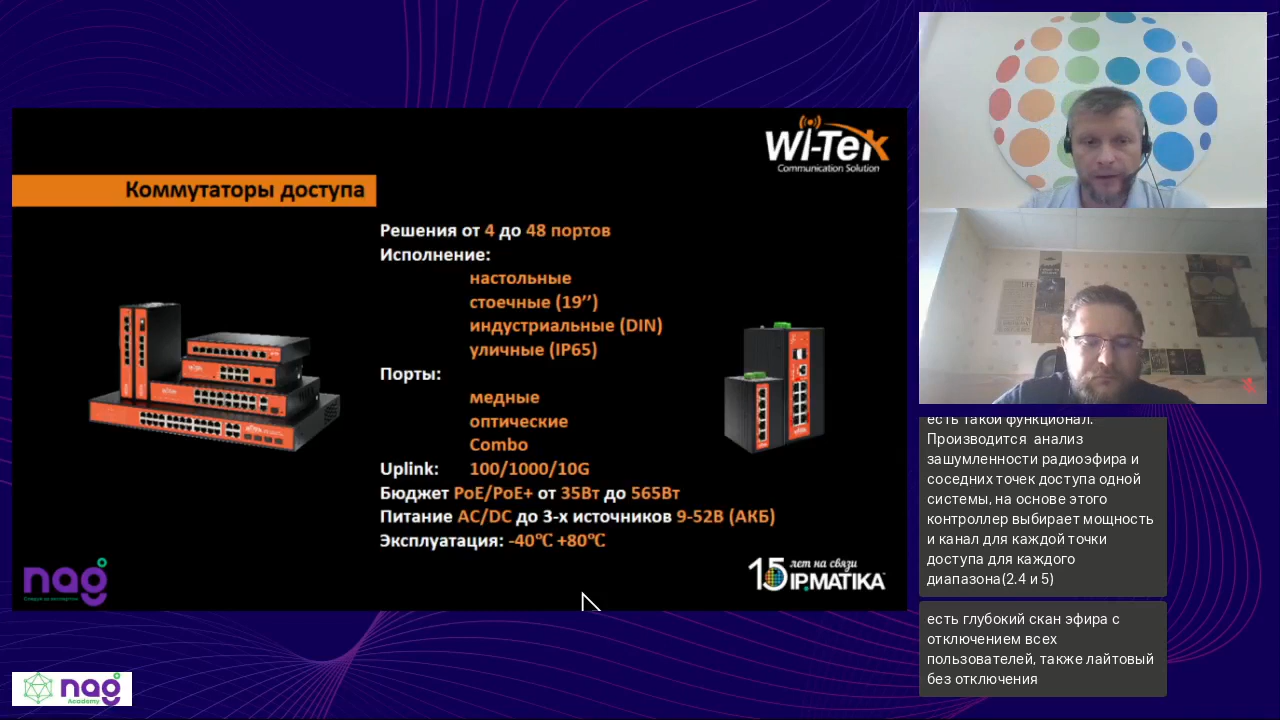 Wi-Tek
Communication Solution
Коммутаторы доступа
Решения от 4 до 48 портов
Исполнение:
настольные
стоечные (19’’)
индустриальные (DIN)
уличные (IP65)
Порты:
медные
оптические
Combo
Uplink: 100/1000/10G
Бюджет PoE/PoE+ от 35Вт до 565Вт
Питание AC/DC до 3-х источников 9-52В (АКБ)
Эксплуатация: -40℃ +80℃
nag
15 лет на связи
IPMATIKA
nag
Academy
есть такой функционал.
Производится анализ
зашумленности радиоэфира и
соседних точек доступа одной
системы, на основе этого
контроллер выбирает мощность
и канал для каждой точки
доступа для каждого
диапазона(2.4 и 5)
есть глубокий скан эфира с
отключением всех
пользователей, также лайтовый
без отключения